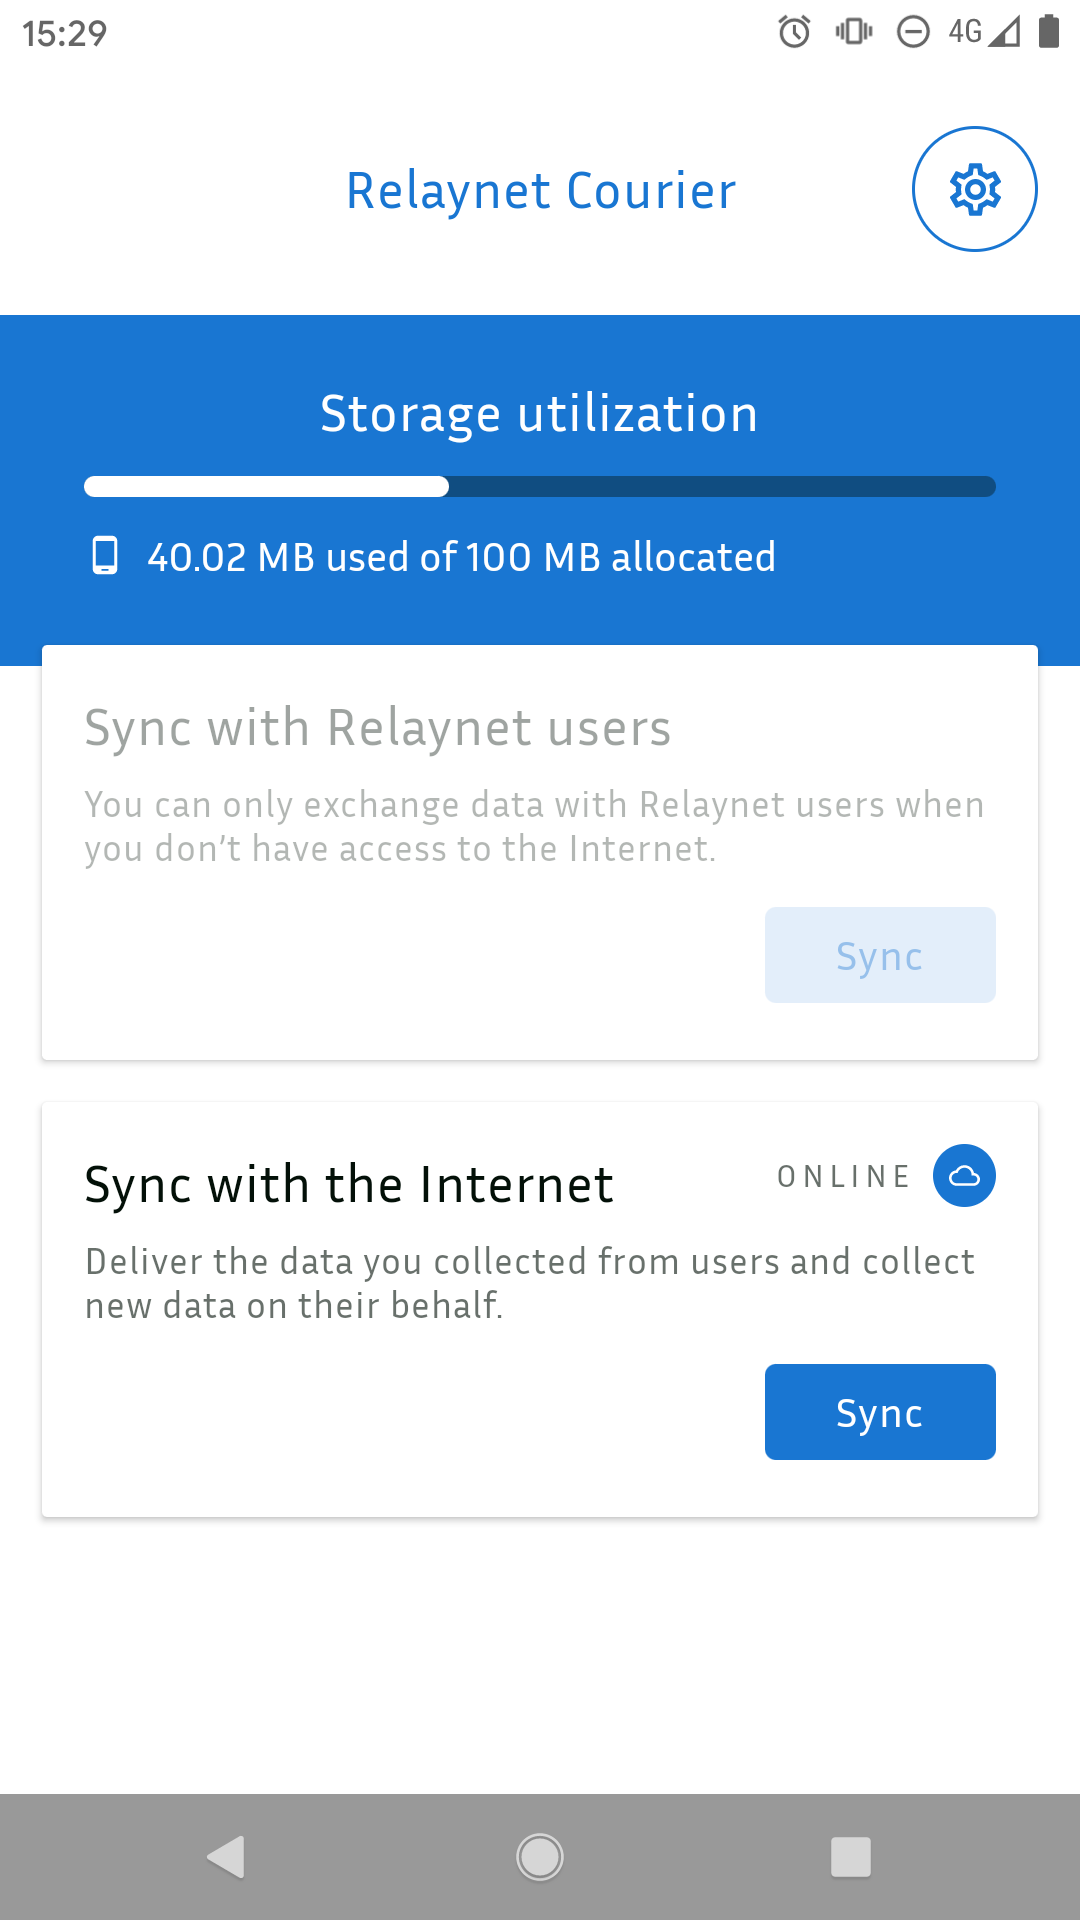 15:29
4G
Relaynet Courier
Storage utilization
40.02 MB used of 100 MB allocated
Sync with Relaynet users
You can only exchange data with Relaynet users when
you don’t have access to the Internet.
Sync
Sync with the Internet
ONLINE
Deliver the data you collected from users and collect
new data on their behalf.
Sync